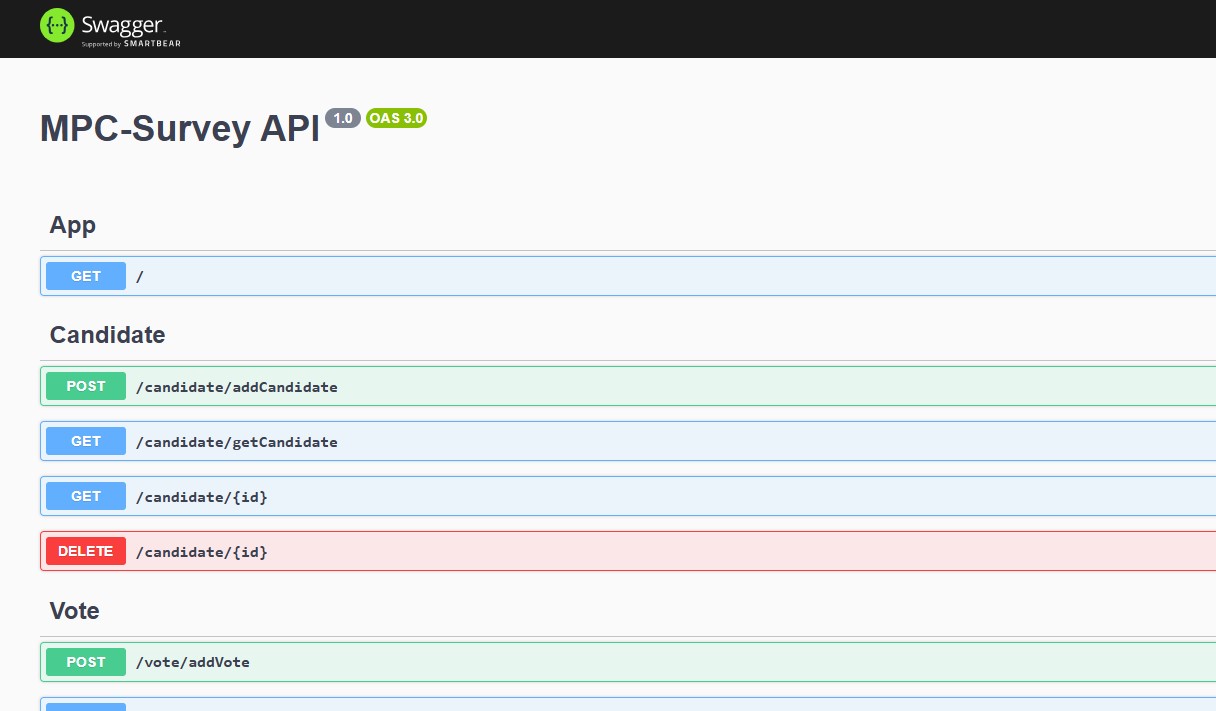 {···} Swagger.
Supported by SMARTBEAR
MPC-Survey API 1.0 OAS 3.0
App
GET /
Candidate
POST /candidate/addCandidate
GET /candidate/getCandidate
GET /candidate/{id}
DELETE /candidate/{id}
Vote
POST /vote/addVote